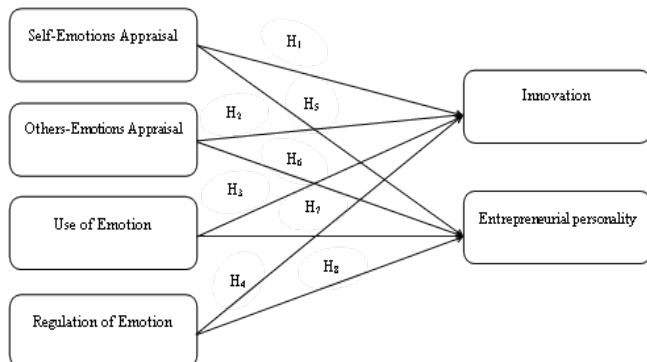 Self-Emotions Appraisal
H₁
Innovation
H₅
H₂
Others-Emotions Appraisal
H₆
H₃
H₇
Use of Emotion
Entrepreneurial personality
H₄
H₈
Regulation of Emotion